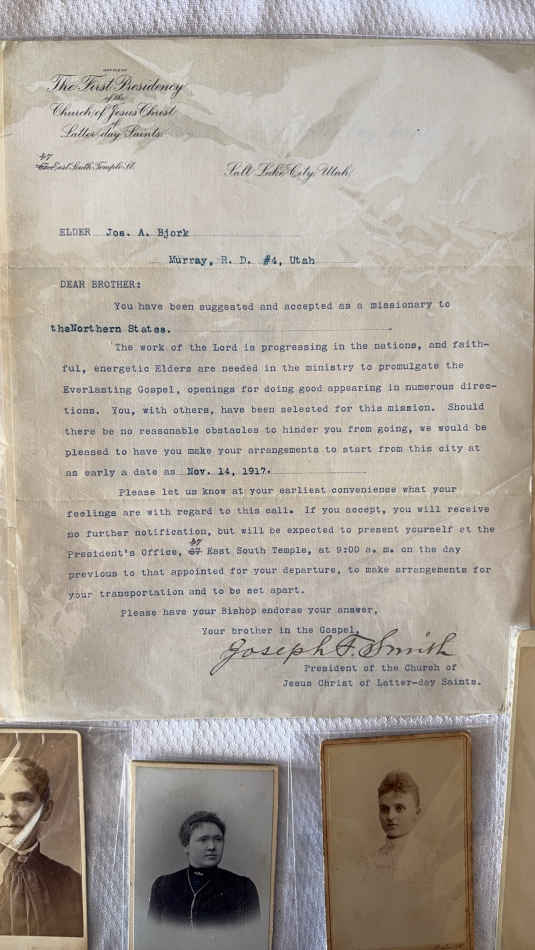 OFFICE OF
The First Presidency
of the
Church of Jesus Christ
of
Latter-day Saints.
47
67 East South Temple St.
Salt Lake City, Utah,
ELDER Jos. A. Bjork
Murray, R. D. #4, Utah
DEAR BROTHER:
You have been suggested and accepted as a missionary to
theNorthern States.
The work of the Lord is progressing in the nations, and faith-
ful, energetic Elders are needed in the ministry to promulgate the
Everlasting Gospel, openings for doing good appearing in numerous direc-
tions. You, with others, have been selected for this mission. Should
there be no reasonable obstacles to hinder you from going, we would be
pleased to have you make your arrangements to start from this city at
as early a date as Nov. 14, 1917.
Please let us know at your earliest convenience what your
feelings are with regard to this call. If you accept, you will receive
no further notification, but will be expected to present yourself at the
47
President's Office, 67 East South Temple, at 9:00 a. m. on the day
previous to that appointed for your departure, to make arrangements for
your transportation and to be set apart.
Please have your Bishop endorse your answer.
Your brother in the Gospel,
Joseph F. Smith
President of the Church of
Jesus Christ of Latter-day Saints.